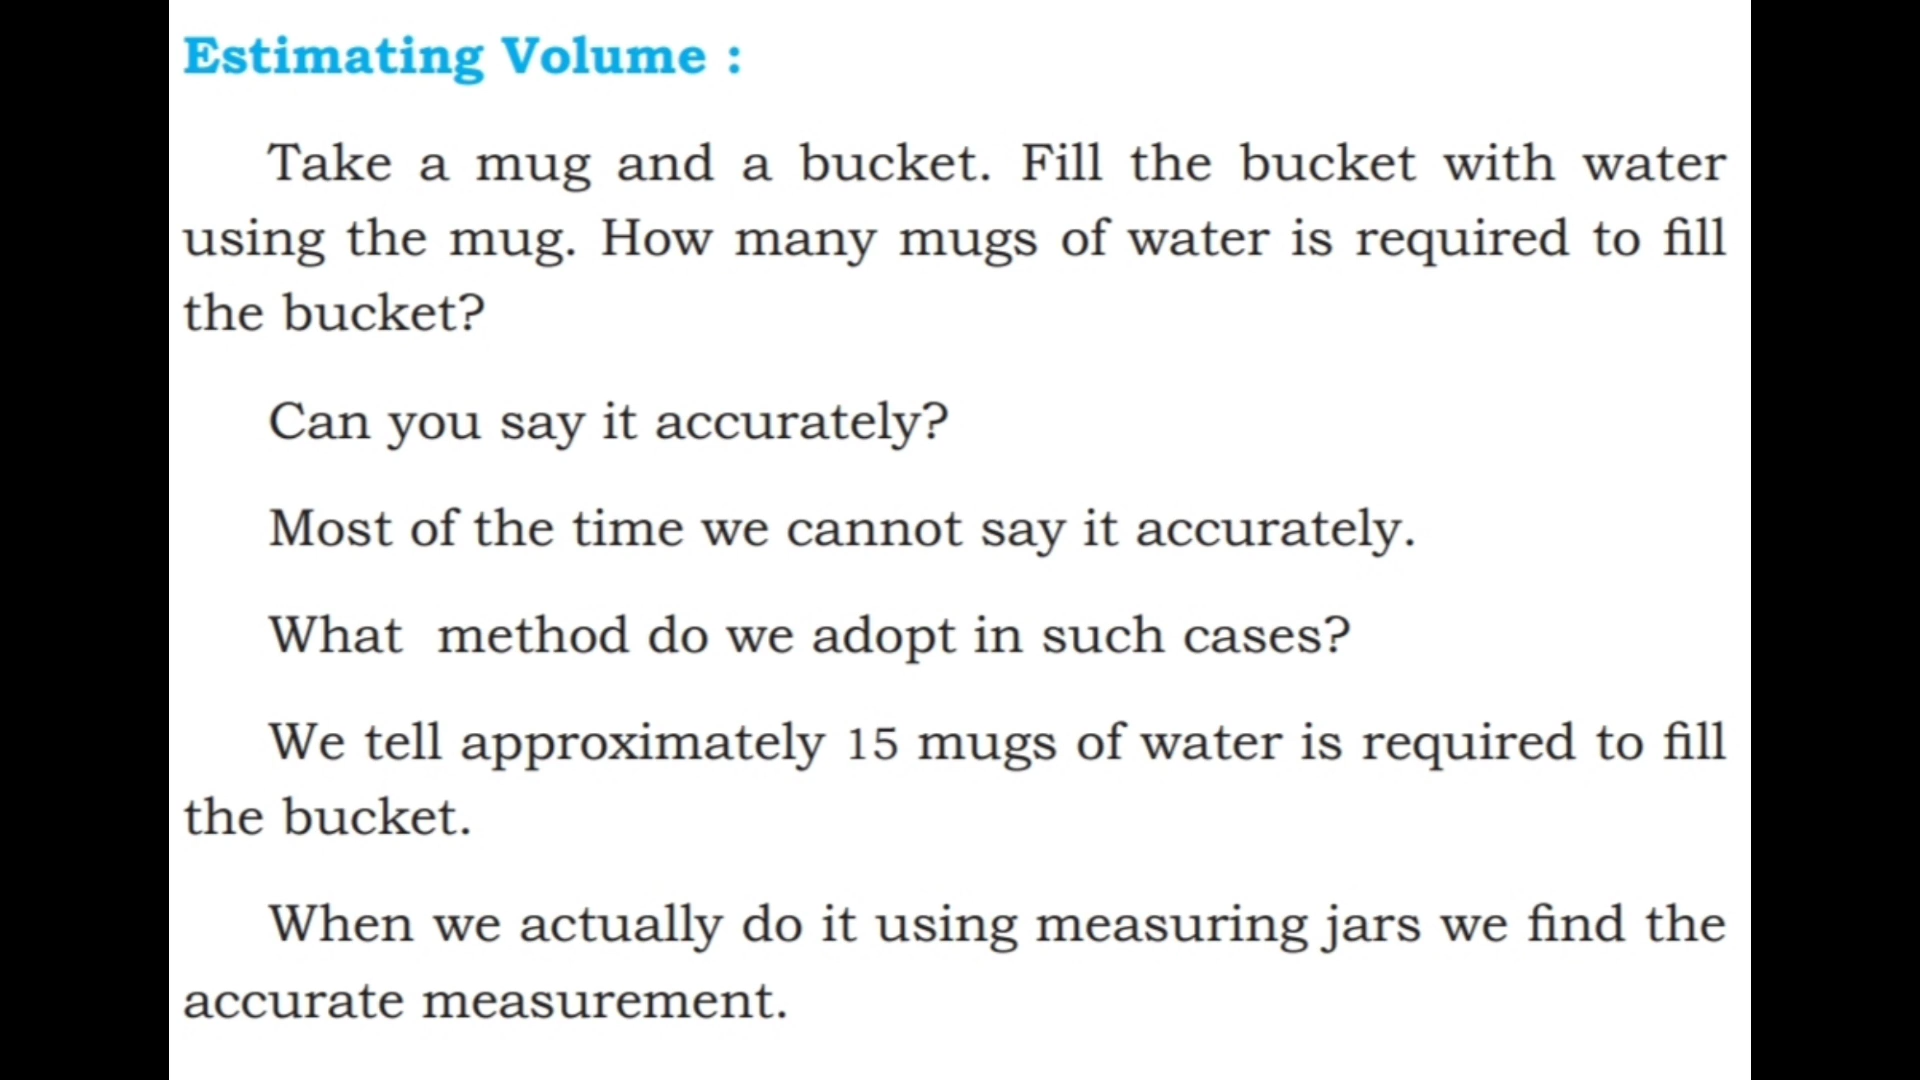 Estimating Volume :
Take a mug and a bucket. Fill the bucket with water
using the mug. How many mugs of water is required to fill
the bucket?
Can you say it accurately?
Most of the time we cannot say it accurately.
What method do we adopt in such cases?
We tell approximately 15 mugs of water is required to fill
the bucket.
When we actually do it using measuring jars we find the
accurate measurement.